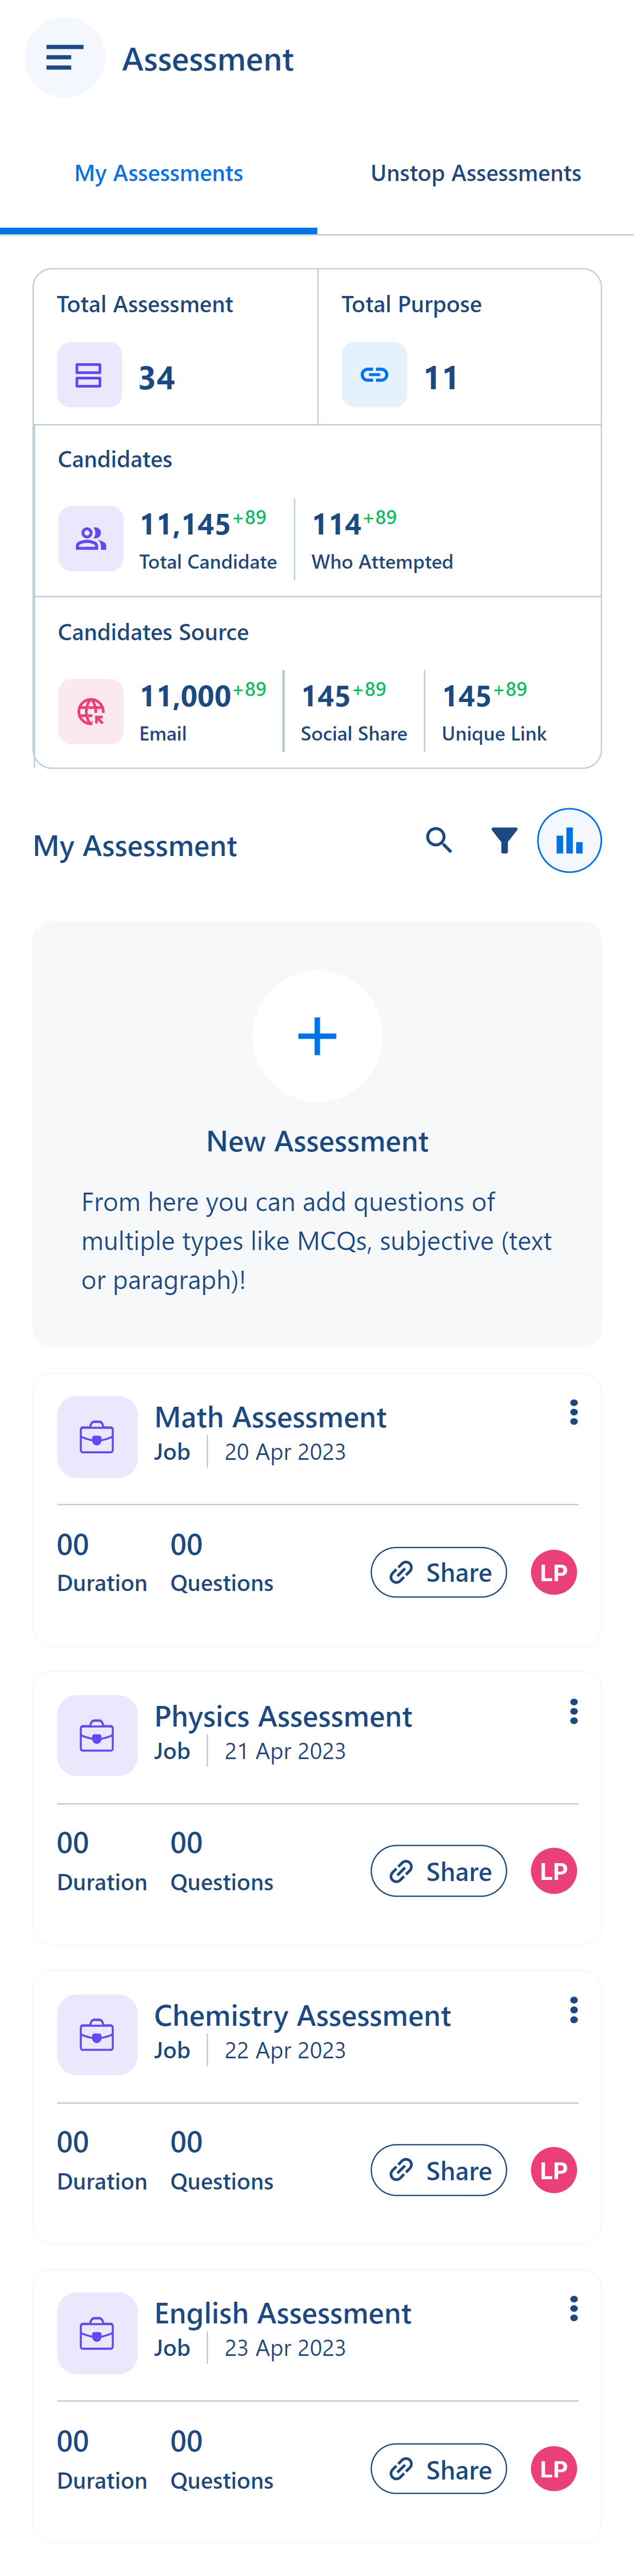 Assessment
My Assessments
Unstop Assessments
Total Assessment
Total Purpose
34
11
Candidates
11,145+89
114+89
Total Candidate
Who Attempted
Candidates Source
11,000+89
145+89
145+89
Email
Social Share
Unique Link
My Assessment
New Assessment
From here you can add questions of
multiple types like MCQs, subjective (text
or paragraph)!
Math Assessment
Job
20 Apr 2023
00
00
Duration
Questions
Share
LP
Physics Assessment
Job
21 Apr 2023
00
00
Duration
Questions
Share
LP
Chemistry Assessment
Job
22 Apr 2023
00
00
Duration
Questions
Share
LP
English Assessment
Job
23 Apr 2023
00
00
Duration
Questions
Share
LP